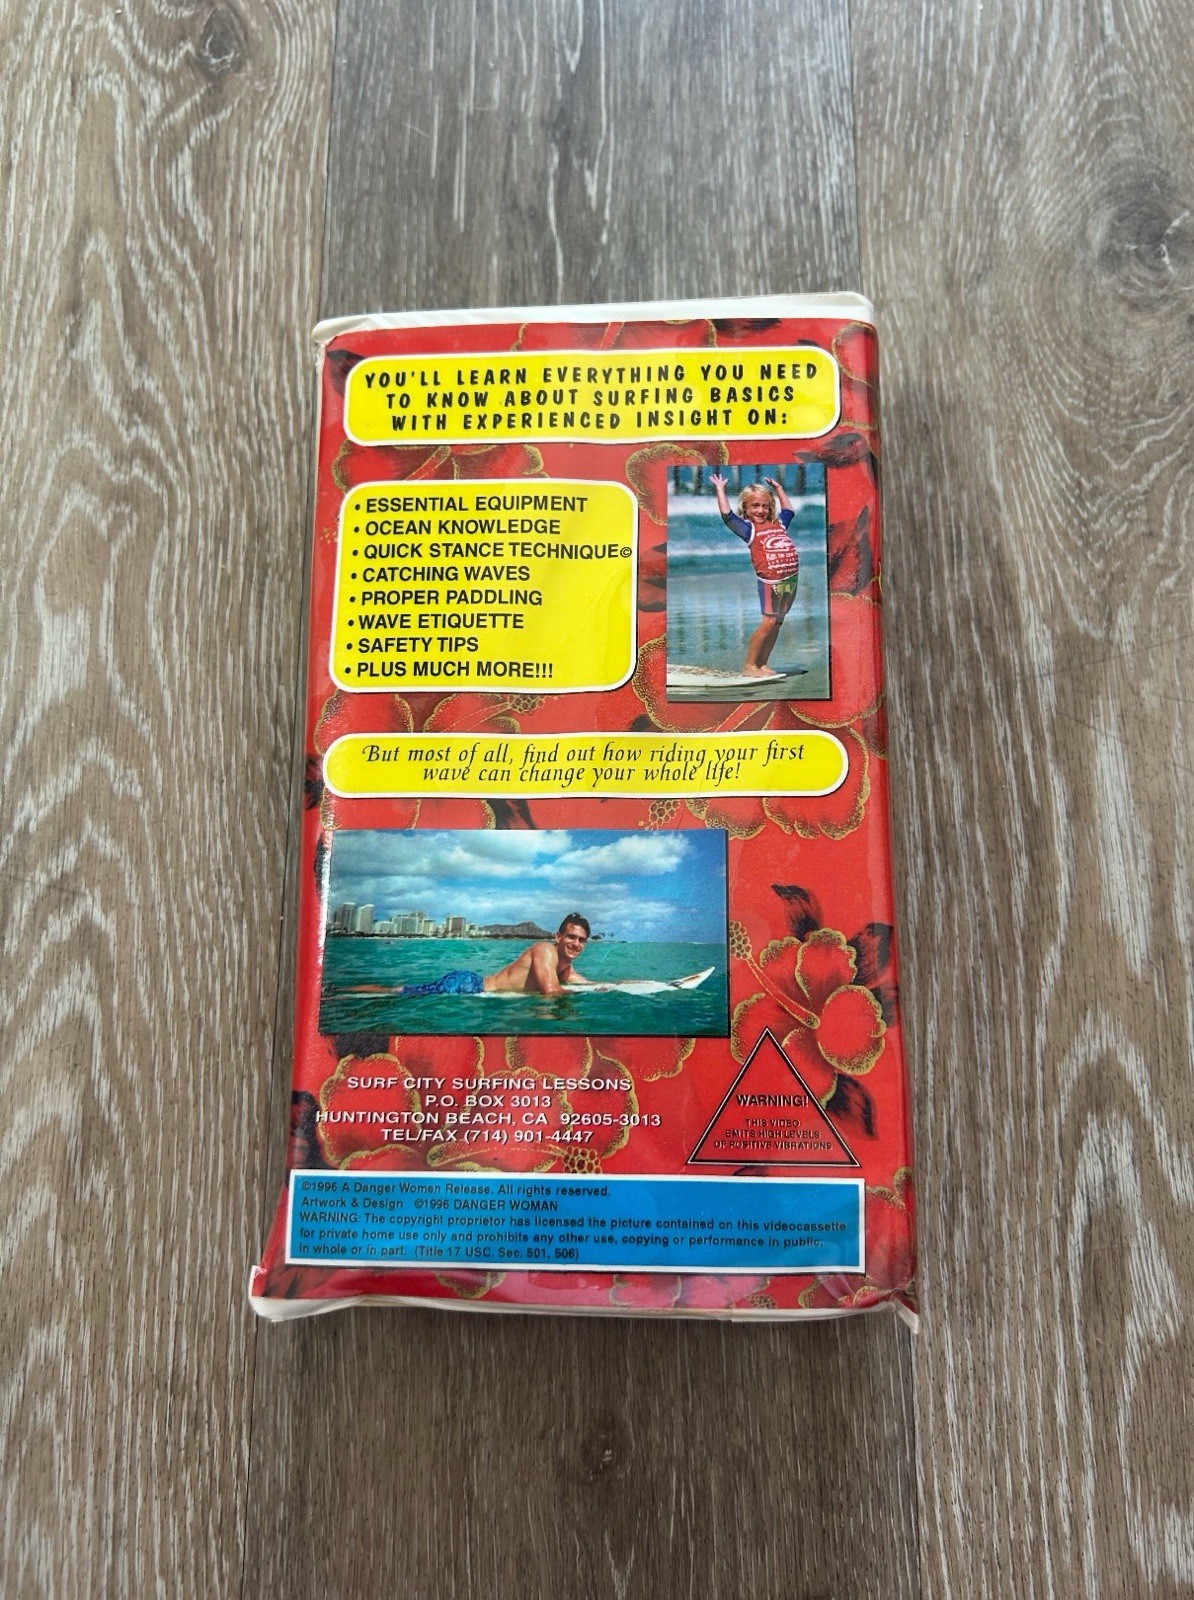 YOU'LL LEARN EVERYTHING YOU NEED
TO KNOW ABOUT SURFING BASICS
WITH EXPERIENCED INSIGHT ON:
• ESSENTIAL EQUIPMENT
• OCEAN KNOWLEDGE
• QUICK STANCE TECHNIQUE©
• CATCHING WAVES
• PROPER PADDLING
• WAVE ETIQUETTE
• SAFETY TIPS
• PLUS MUCH MORE!!!
But most of all, find out how riding your first
wave can change your whole life!
SURF CITY SURFING LESSONS
P.O. BOX 3013
HUNTINGTON BEACH, CA 92605-3013
TEL/FAX (714) 901-4447
WARNING!
THIS VIDEO
EMITS HIGH LEVELS
OF POSITIVE VIBRATIONS
©1996 A Danger Women Release. All rights reserved.
Artwork & Design ©1996 DANGER WOMAN
WARNING: The copyright proprietor has licensed the picture contained on this videocassette
for private home use only and prohibits any other use, copying or performance in public,
in whole or in part. (Title 17 USC. Sec. 501, 506)